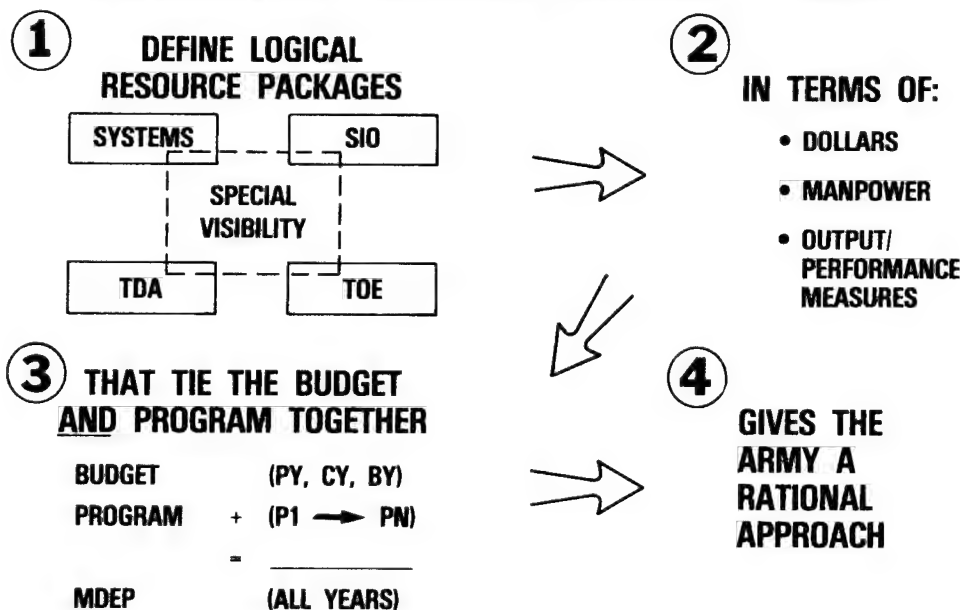 1
DEFINE LOGICAL
RESOURCE PACKAGES
SYSTEMS
SIO
SPECIAL
VISIBILITY
TDA
TOE
2
IN TERMS OF:
• DOLLARS
• MANPOWER
• OUTPUT/
PERFORMANCE
MEASURES
3
THAT TIE THE BUDGET
AND PROGRAM TOGETHER
BUDGET (PY, CY, BY)
PROGRAM + (P1 → PN)
=
MDEP (ALL YEARS)
4
GIVES THE
ARMY A
RATIONAL
APPROACH